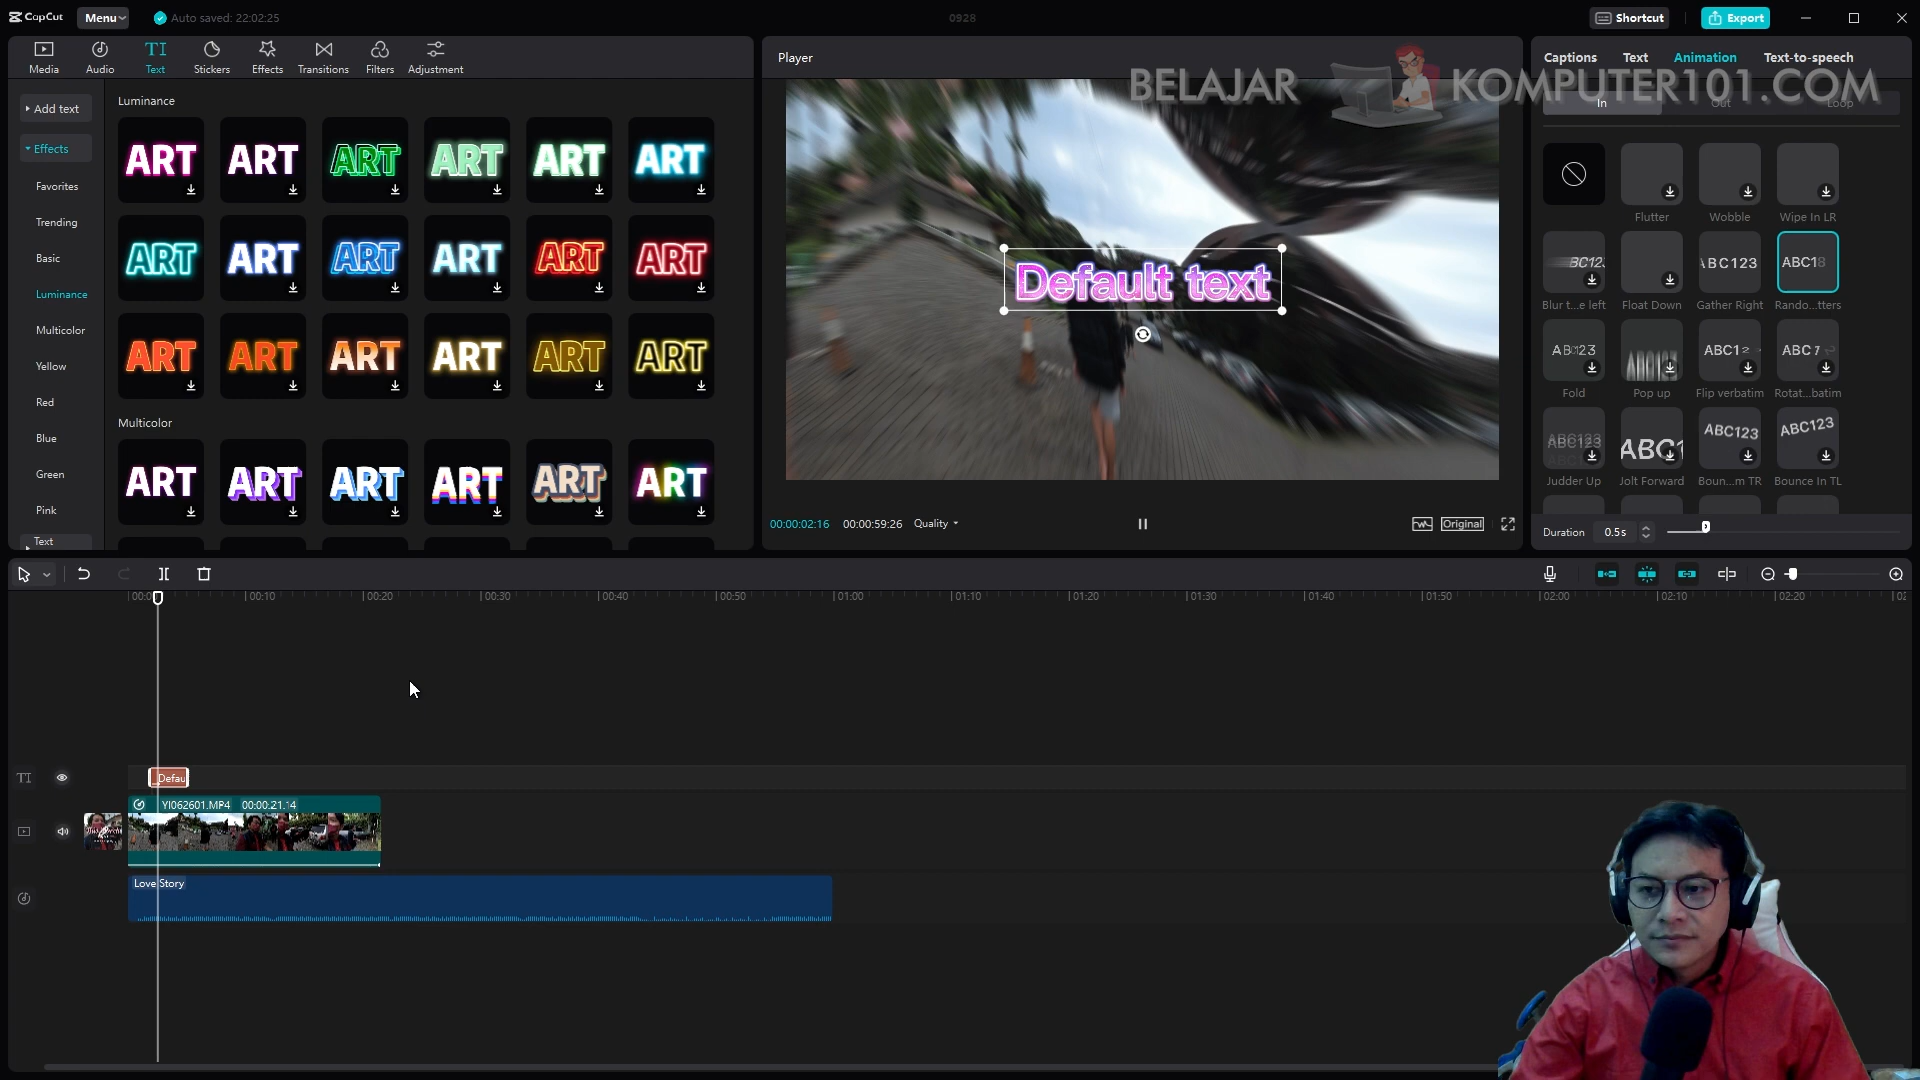 CapCut Menu Auto saved: 22:02:25 0928 Shortcut Export
Media Audio Text Stickers Effects Transitions Filters Adjustment
Add text
Effects
Favorites
Trending
Basic
Luminance
Multicolor
Yellow
Red
Blue
Green
Pink
Text
Luminance
ART ART ART ART ART ART
ART ART ART ART ART ART
ART ART ART ART ART ART
Multicolor
ART ART ART ART ART ART
Player
BELAJAR KOMPUTER101.COM
Default text
00:00:02:16 00:00:59:26 Quality Original
Captions Text Animation Text-to-speech
In Out Loop
Flutter Wobble Wipe In LR
BC123 ABC123 ABC18
Blur t...e left Float Down Gather Right Rando...tters
Fold Pop up Flip verbatim Rotat...batim
ABC123 ABC1 ABC123 ABC123
Judder Up Jolt Forward Boun...m TR Bounce In TL
Duration 0.5s
00:10 00:20 00:30 00:40 00:50 01:00 01:10 01:20 01:30 01:40 01:50 02:00 02:10 02:20
TI Defau
YI062601.MP4 00:00:21:14
Love Story